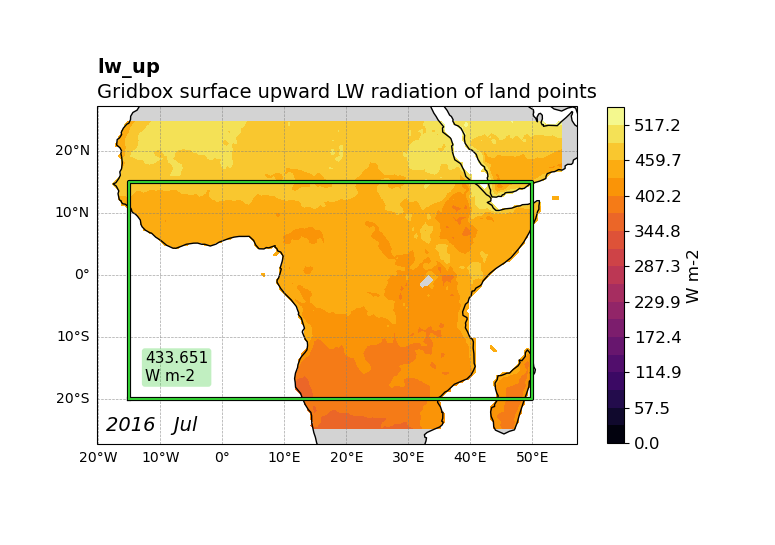 lw_up
Gridbox surface upward LW radiation of land points
20°N
10°N
0°
10°S
20°S
433.651
W m-2
2016 Jul
20°W 10°W 0° 10°E 20°E 30°E 40°E 50°E
517.2
459.7
402.2
344.8
287.3
229.9
172.4
114.9
57.5
0.0
W m-2